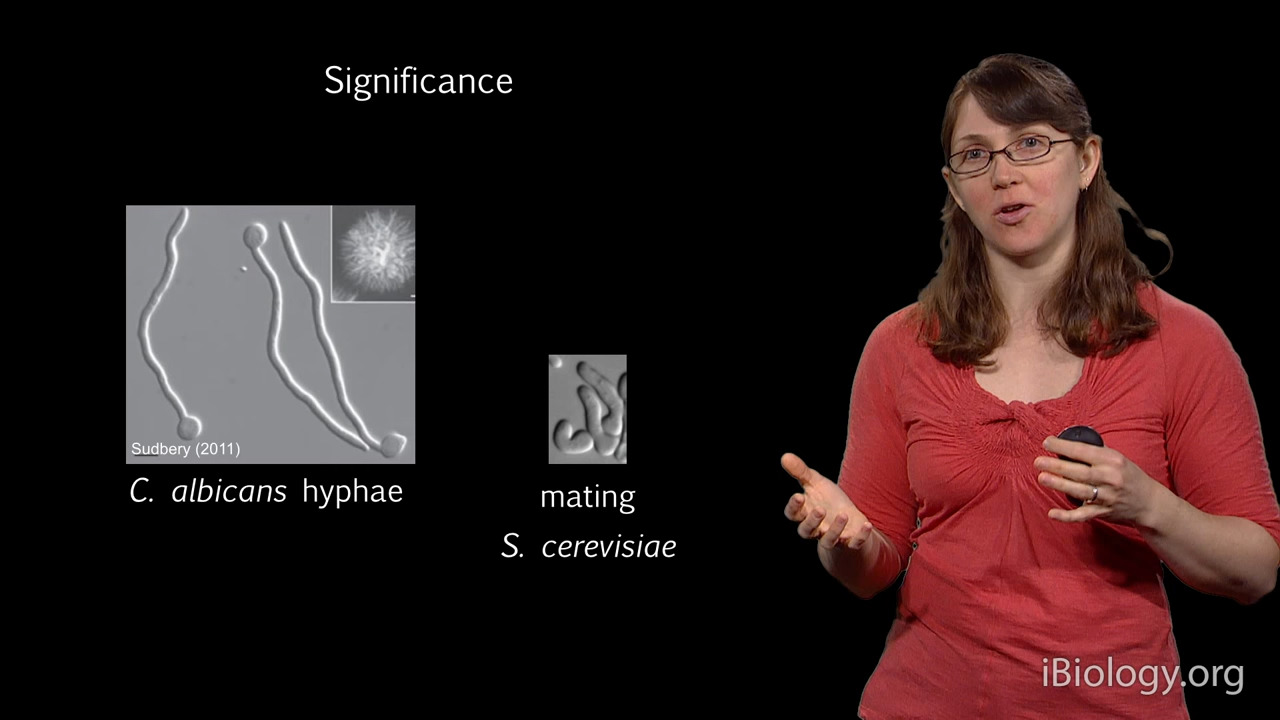 Significance
Sudbery (2011)
C. albicans hyphae
mating
S. cerevisiae
iBiology.org